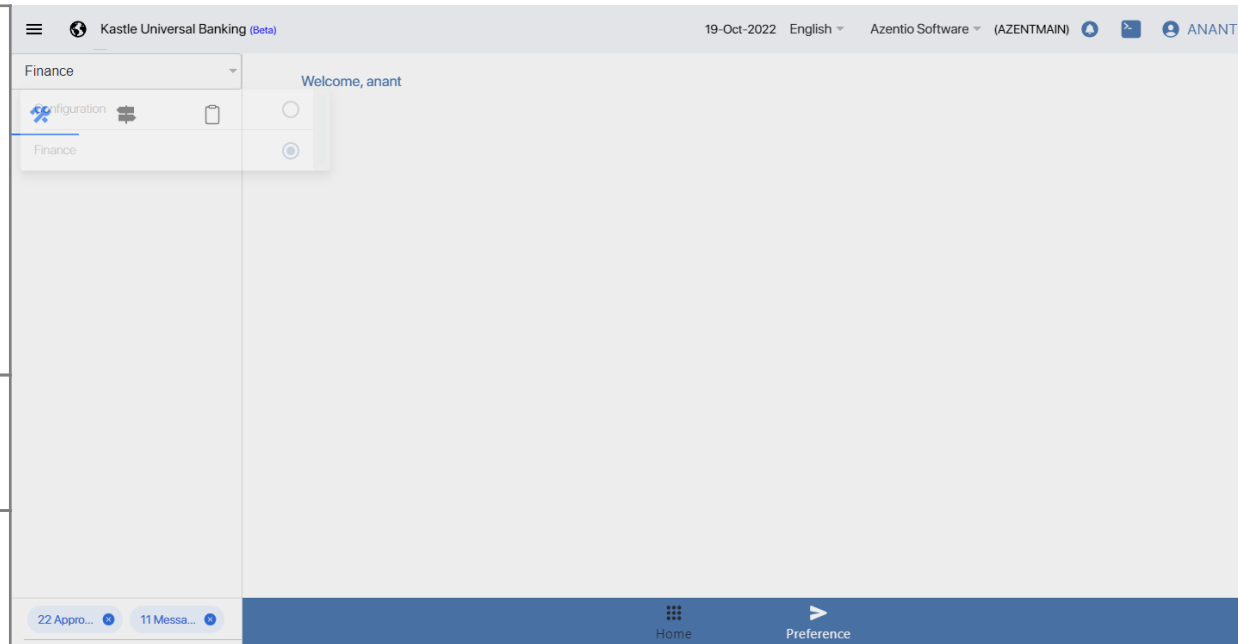 Kastle Universal Banking (Beta) 19-Oct-2022 English Azentio Software (AZENTMAIN) ANANT
Finance
Welcome, anant
Configuration
Finance
22 Appro... 11 Messa...
Home Preference